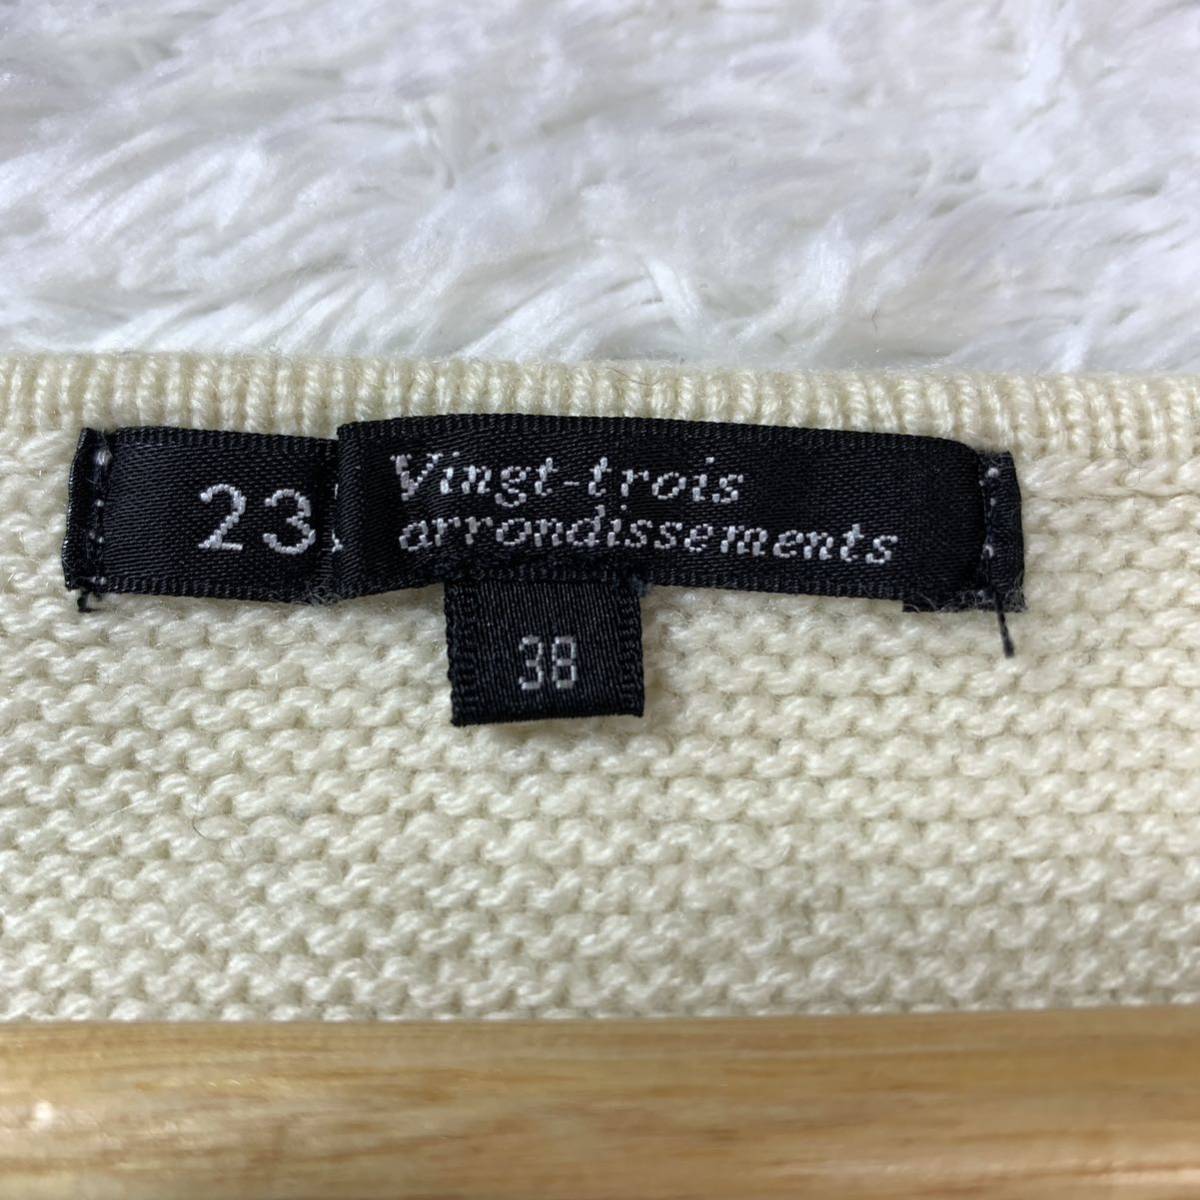 23
Vingt-trois
arrondissements
38